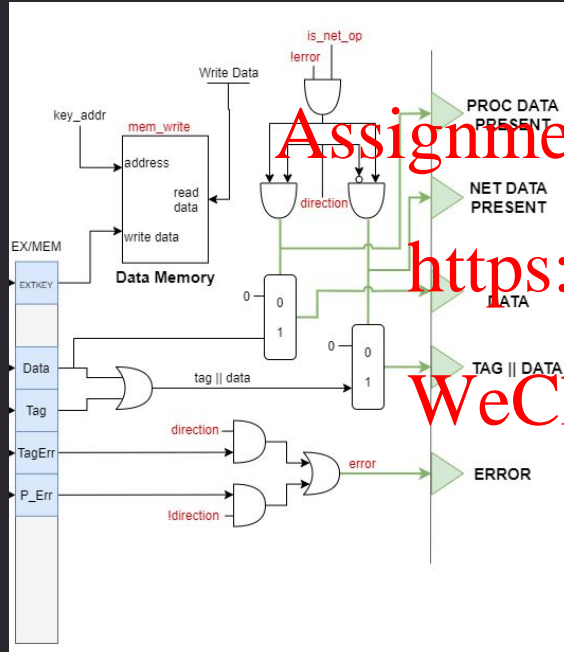 is_net_op
!error
Write Data
key_addr
mem_write
address
read
data
write data
Data Memory
direction
PROC DATA
PRESENT
NET DATA
PRESENT
DATA
TAG || DATA
ERROR
EX/MEM
EXTKEY
Data
Tag
TagErr
P_Err
0
0
1
0
0
1
tag || data
direction
!direction
error
Assignme
https:
WeCh